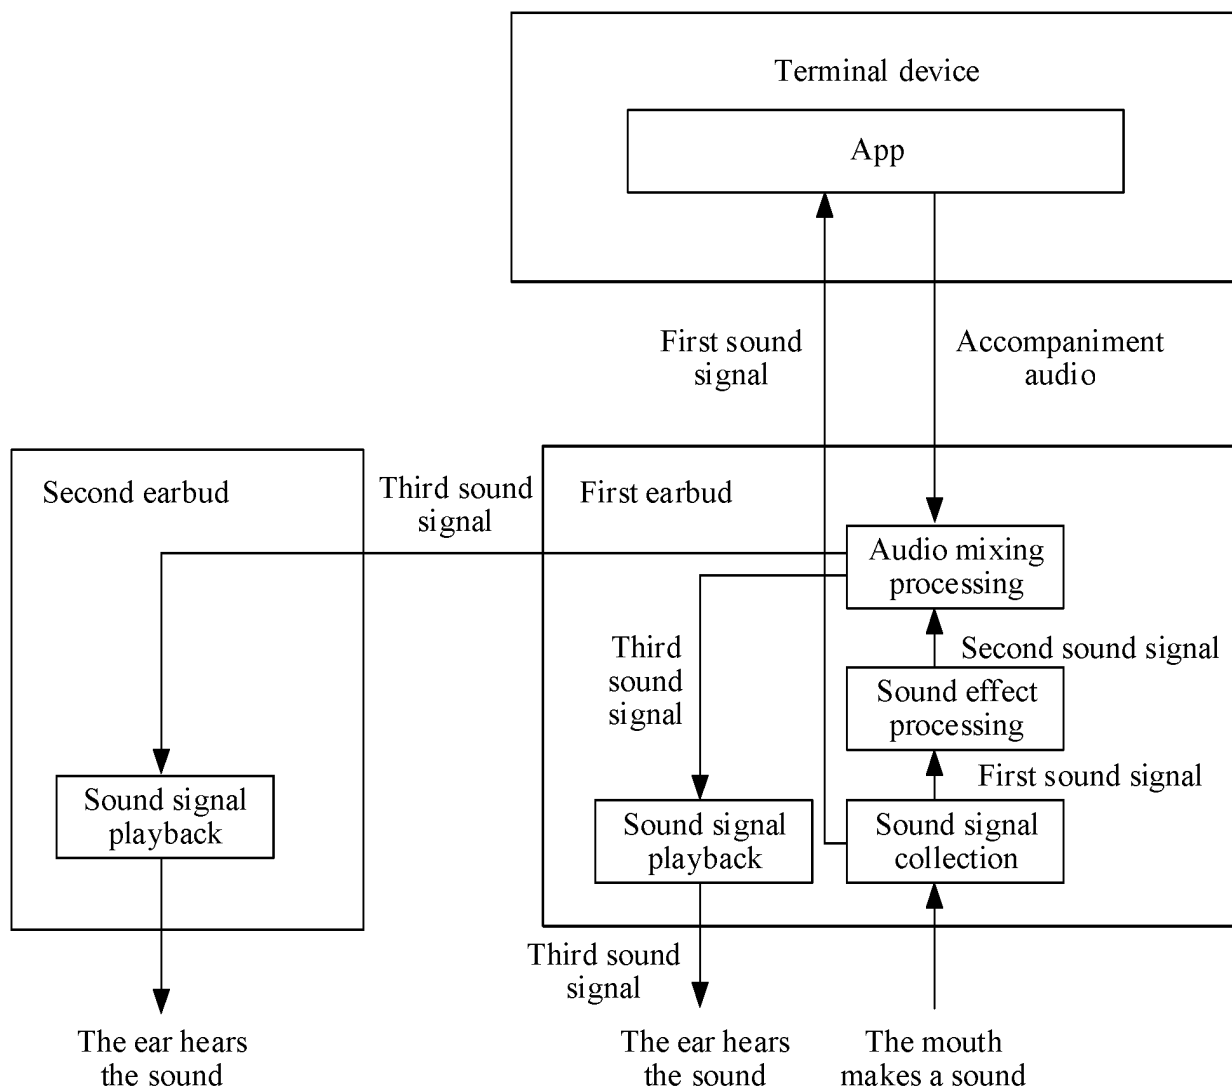 Terminal device
App
First sound
signal
Accompaniment
audio
Second earbud
Third sound
signal
First earbud
Audio mixing
processing
Third
sound
signal
Second sound signal
Sound effect
processing
First sound signal
Sound signal
playback
Sound signal
playback
Sound signal
collection
Third sound
signal
The ear hears
the sound
The ear hears
the sound
The mouth
makes a sound